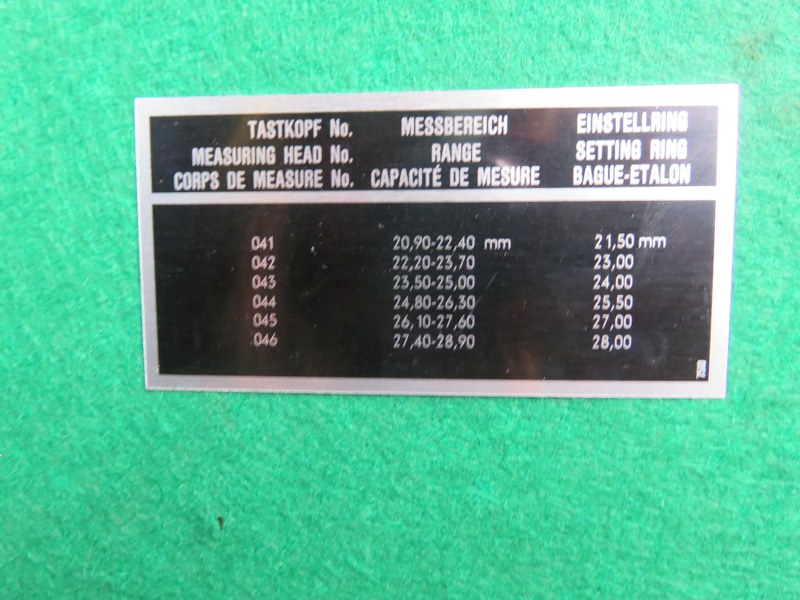 TASTKOPF No. MESSBEREICH EINSTELLRING
MEASURING HEAD No. RANGE SETTING RING
CORPS DE MEASURE No. CAPACITÉ DE MESURE BAGUE-ETALON
041 20,90-22,40 mm 21,50 mm
042 22,20-23,70 23,00
043 23,50-25,00 24,00
044 24,80-26,30 25,50
045 26,10-27,60 27,00
046 27,40-28,90 28,00